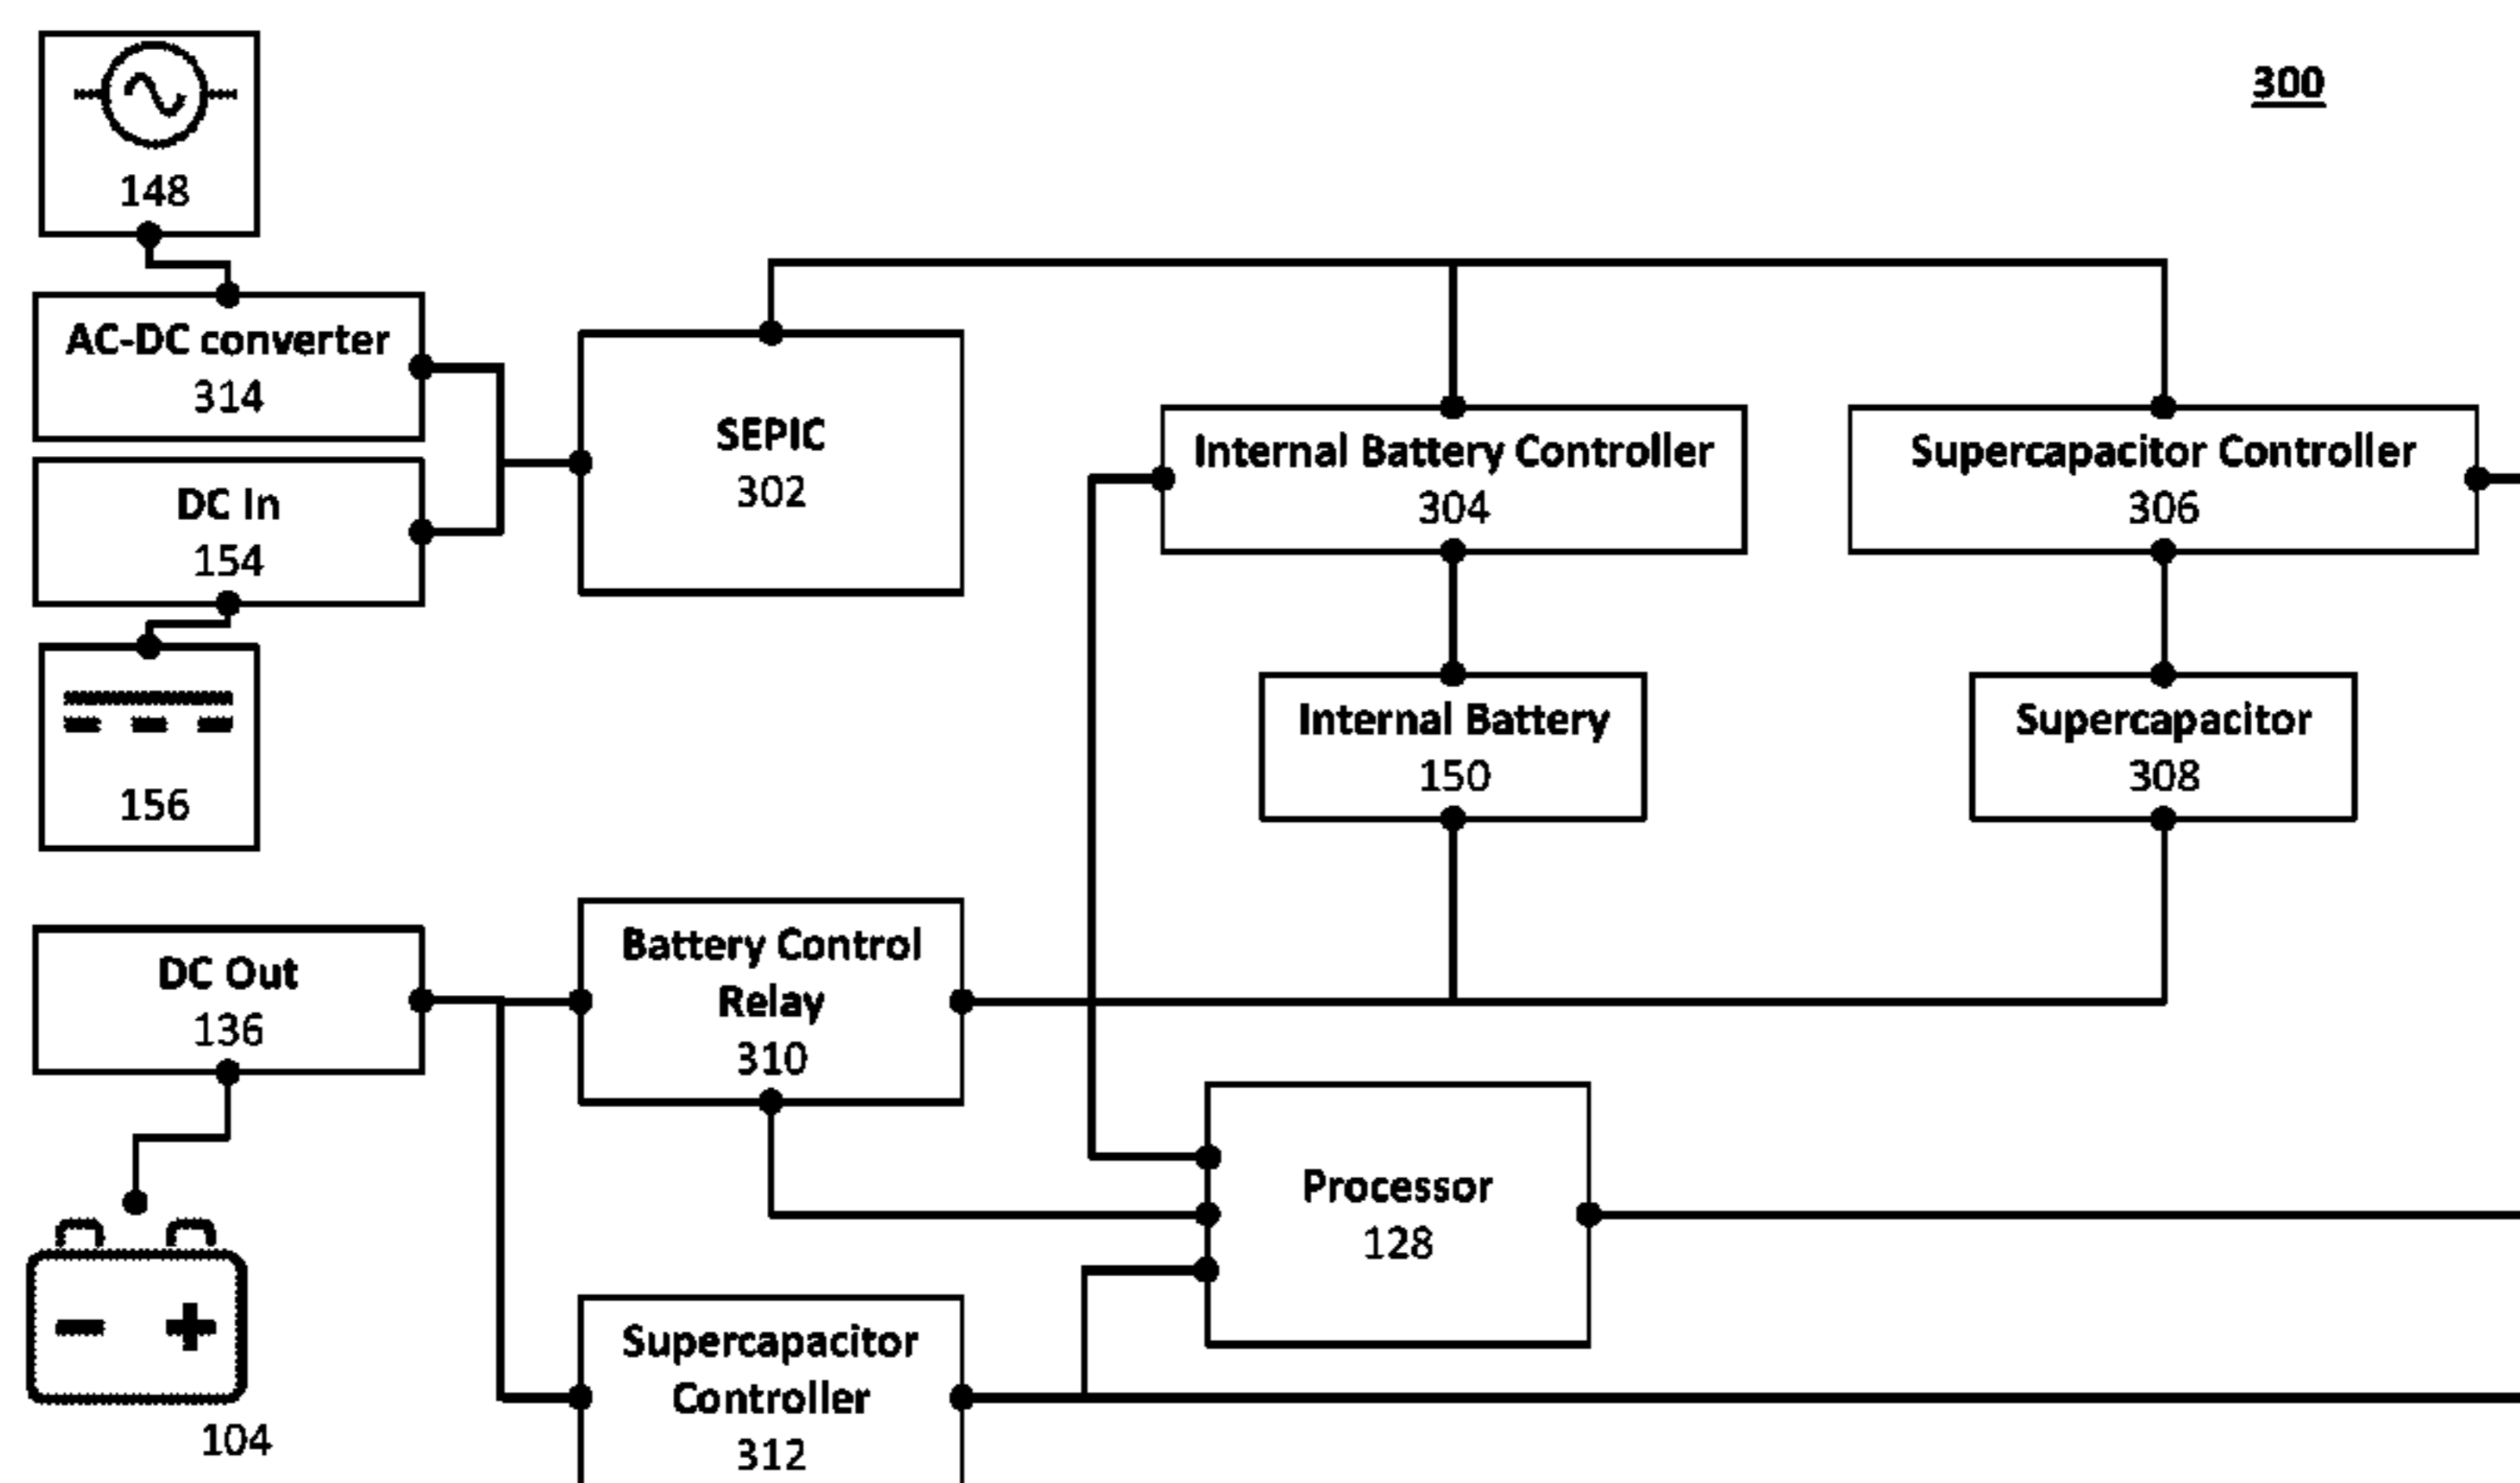 300
148
AC-DC converter
314
DC In
154
156
SEPIC
302
Internal Battery Controller
304
Supercapacitor Controller
306
Internal Battery
150
Supercapacitor
308
DC Out
136
Battery Control
Relay
310
Processor
128
Supercapacitor
Controller
312
104